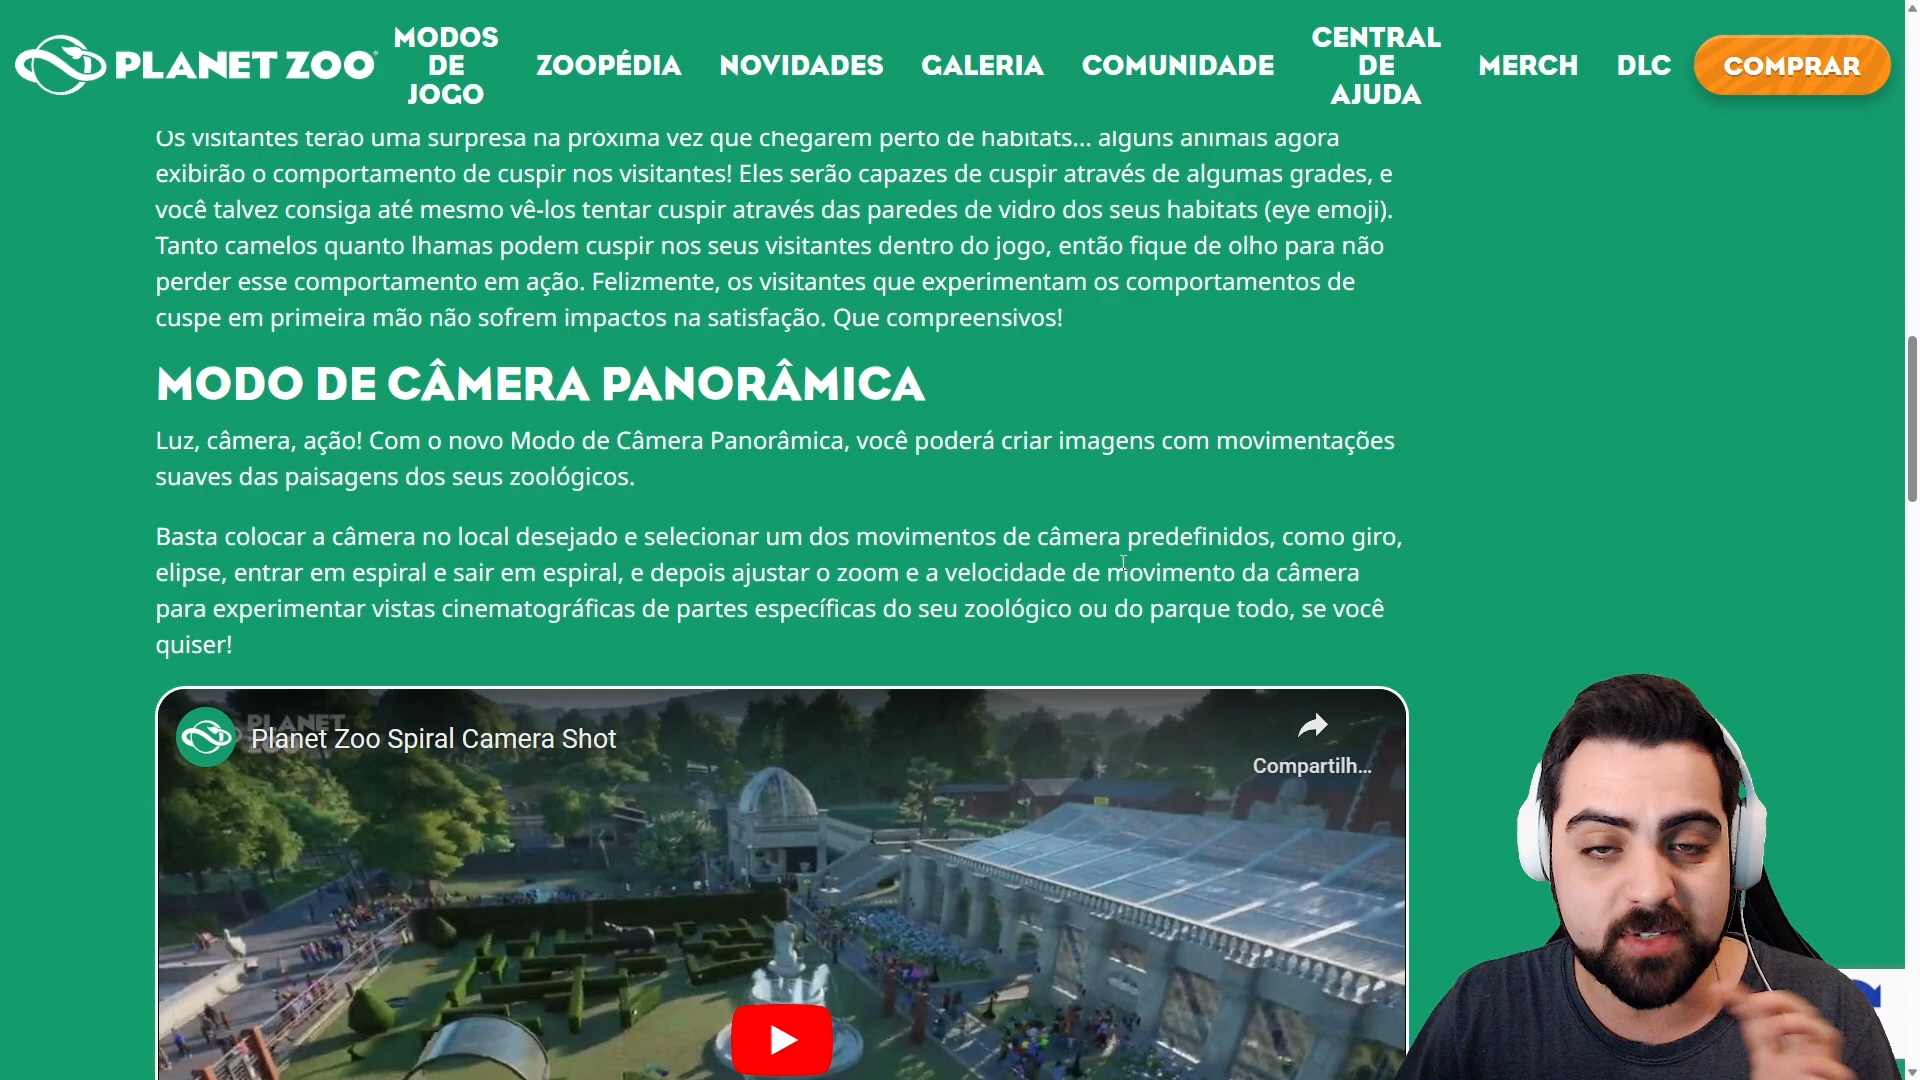 PLANET ZOO
MODOS
DE
JOGO
ZOOPÉDIA
NOVIDADES
GALERIA
COMUNIDADE
CENTRAL
DE
AJUDA
MERCH
DLC
COMPRAR
Os visitantes terão uma surpresa na próxima vez que chegarem perto de habitats... alguns animais agora
exibirão o comportamento de cuspir nos visitantes! Eles serão capazes de cuspir através de algumas grades, e
você talvez consiga até mesmo vê-los tentar cuspir através das paredes de vidro dos seus habitats (eye emoji).
Tanto camelos quanto lhamas podem cuspir nos seus visitantes dentro do jogo, então fique de olho para não
perder esse comportamento em ação. Felizmente, os visitantes que experimentam os comportamentos de
cuspe em primeira mão não sofrem impactos na satisfação. Que compreensivos!
MODO DE CÂMERA PANORÂMICA
Luz, câmera, ação! Com o novo Modo de Câmera Panorâmica, você poderá criar imagens com movimentações
suaves das paisagens dos seus zoológicos.
Basta colocar a câmera no local desejado e selecionar um dos movimentos de câmera predefinidos, como giro,
elipse, entrar em espiral e sair em espiral, e depois ajustar o zoom e a velocidade de movimento da câmera
para experimentar vistas cinematográficas de partes específicas do seu zoológico ou do parque todo, se você
quiser!
PLANET
ZOO
Planet Zoo Spiral Camera Shot
Compartilh...